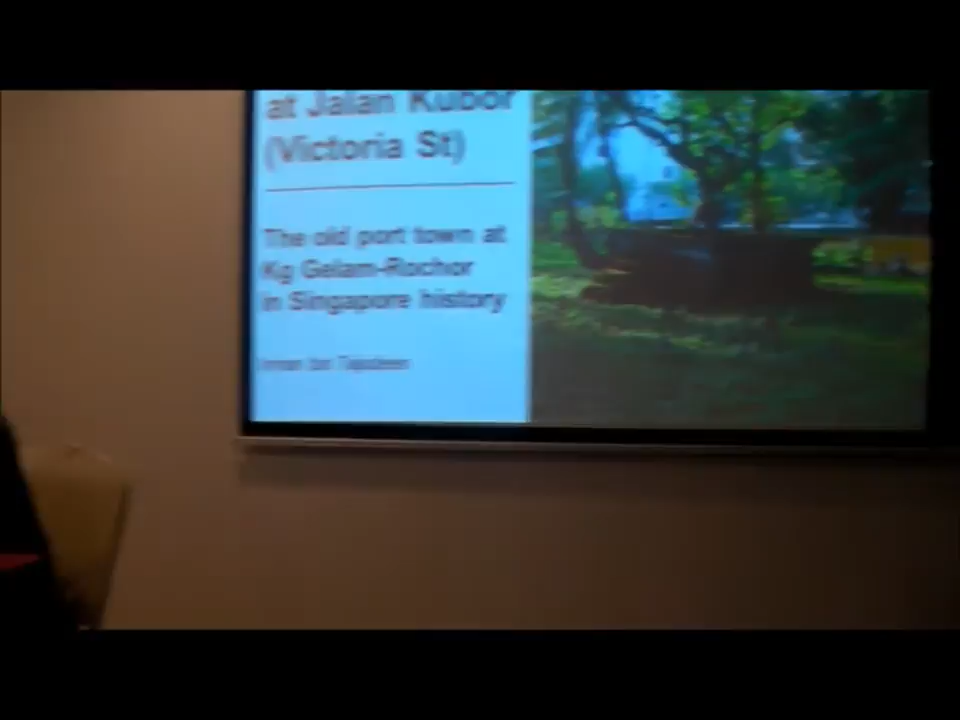 at Jalan Kubor
(Victoria St)
The old port town at
Kg Gelam-Rochor
in Singapore history